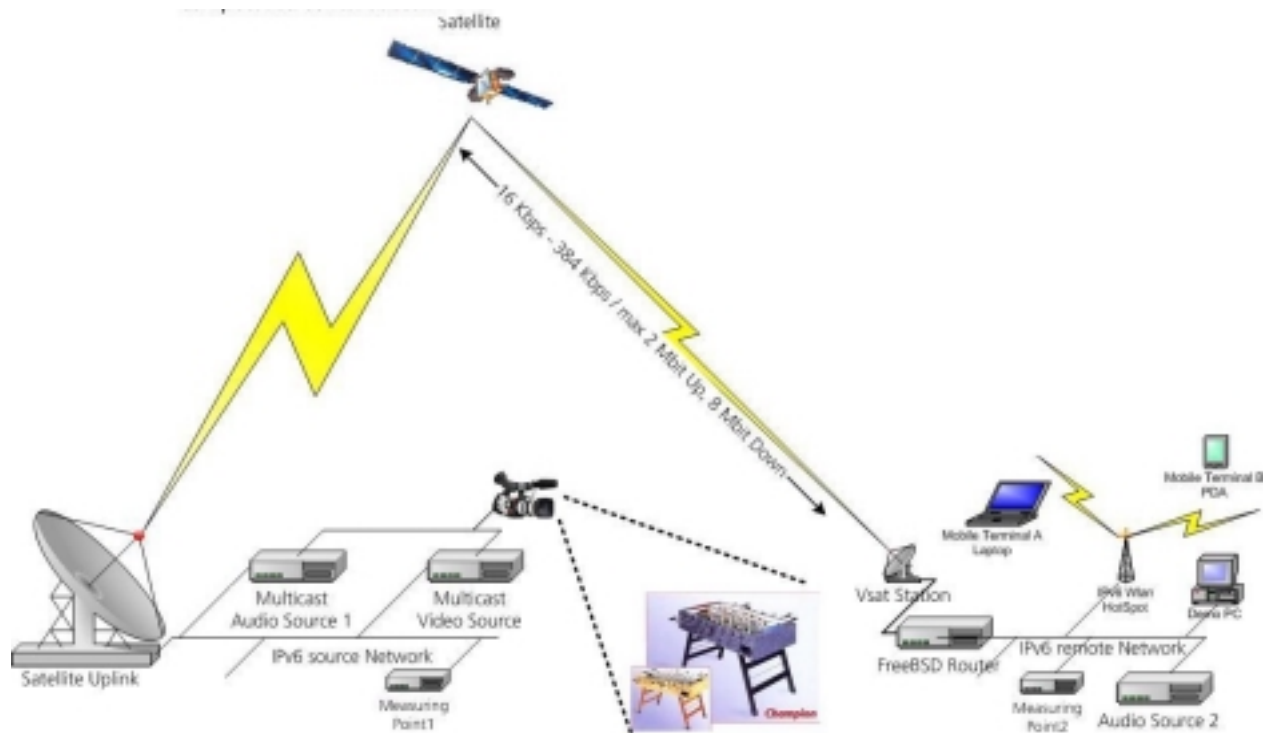 Satellite
16 Kbps - 384 Kbps / max 2 Mbit Up, 8 Mbit Down
Mobile Terminal B
PDA
Mobile Terminal A
Laptop
Multicast
Audio Source 1
Multicast
Video Source
Vsat Station
IPv6 Wlan
HotSpot
Demo PC
IPv6 source Network
FreeBSD Router
IPv6 remote Network
Satellite Uplink
Measuring
Point1
Champion
Measuring
Point2
Audio Source 2